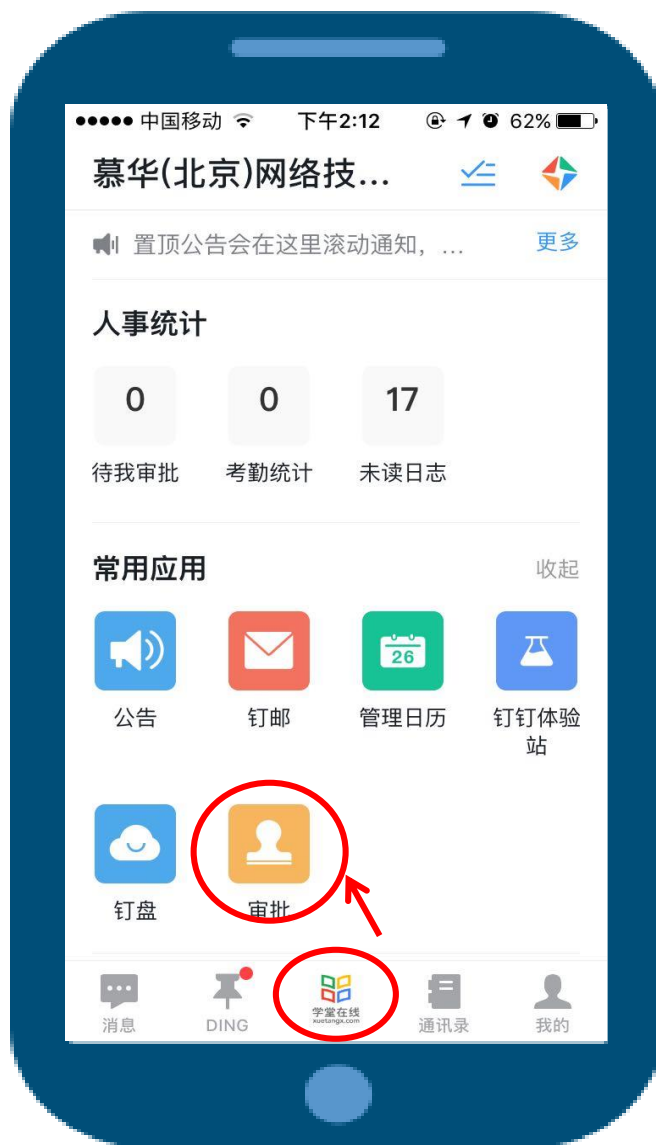 中国移动 下午2:12 62%
慕华(北京)网络技...
置顶公告会在这里滚动通知，... 更多
人事统计
0 0 17
待我审批 考勤统计 未读日志
常用应用 收起
26
公告 钉邮 管理日历 钉钉体验
站
钉盘 审批
学堂在线
xuetangx.com
消息 DING 通讯录 我的